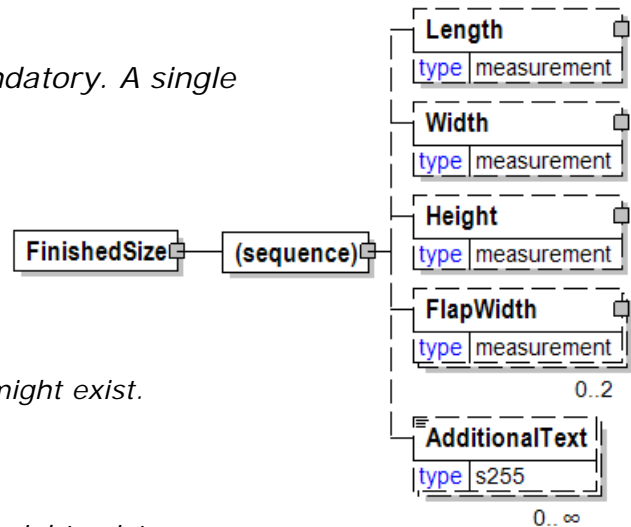 Length
type measurement
ndatory. A single
Width
type measurement
Height
type measurement
FinishedSize
(sequence)
FlapWidth
type measurement
0..2
might exist.
AdditionalText
type s255
0..∞